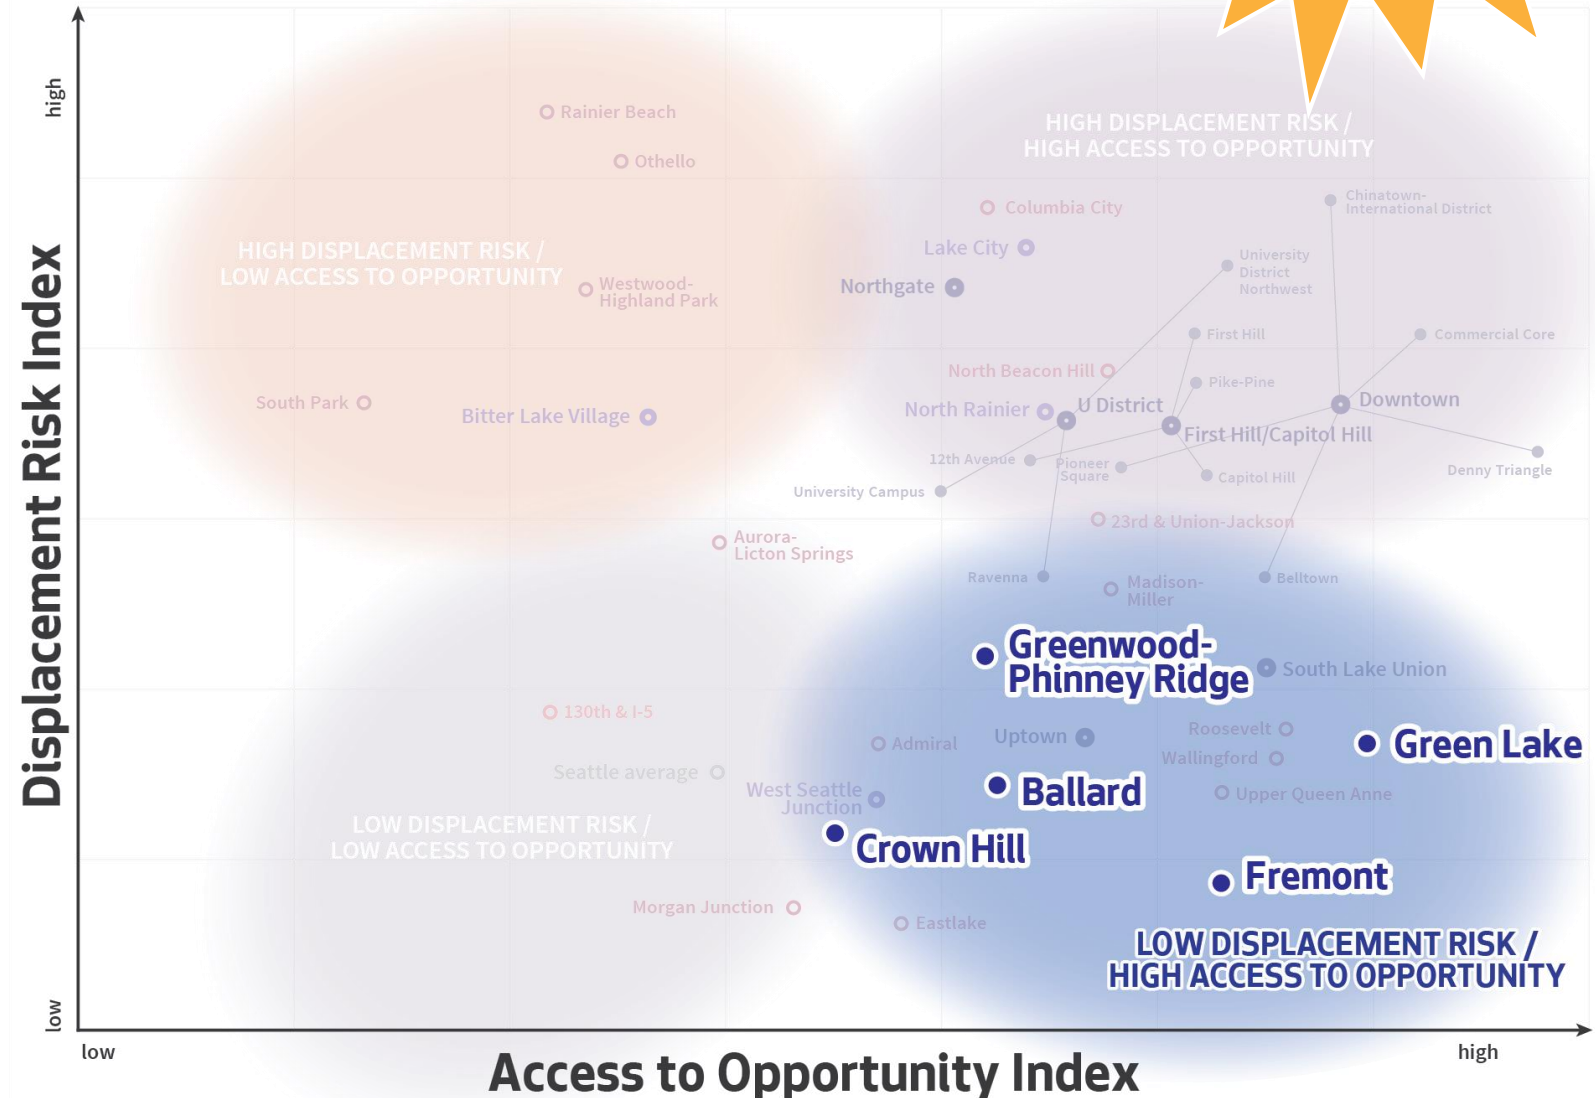 Displacement Risk Index
high
low
HIGH DISPLACEMENT RISK /
LOW ACCESS TO OPPORTUNITY
Rainier Beach
Othello
Westwood-
Highland Park
South Park
Bitter Lake Village
HIGH DISPLACEMENT RISK /
HIGH ACCESS TO OPPORTUNITY
Columbia City
Lake City
Northgate
Chinatown-
International District
University
District
Northwest
First Hill
Commercial Core
North Beacon Hill
Pike-Pine
North Rainier
U District
Downtown
First Hill/Capitol Hill
12th Avenue
Pioneer
Square
Capitol Hill
Denny Triangle
University Campus
23rd & Union-Jackson
Aurora-
Licton Springs
Ravenna
Madison-
Miller
Belltown
Greenwood-
Phinney Ridge
South Lake Union
130th & I-5
Admiral
Uptown
Roosevelt
Green Lake
Wallingford
Seattle average
West Seattle
Junction
Ballard
Upper Queen Anne
LOW DISPLACEMENT RISK /
LOW ACCESS TO OPPORTUNITY
Crown Hill
Fremont
Morgan Junction
Eastlake
LOW DISPLACEMENT RISK /
HIGH ACCESS TO OPPORTUNITY
low
high
Access to Opportunity Index